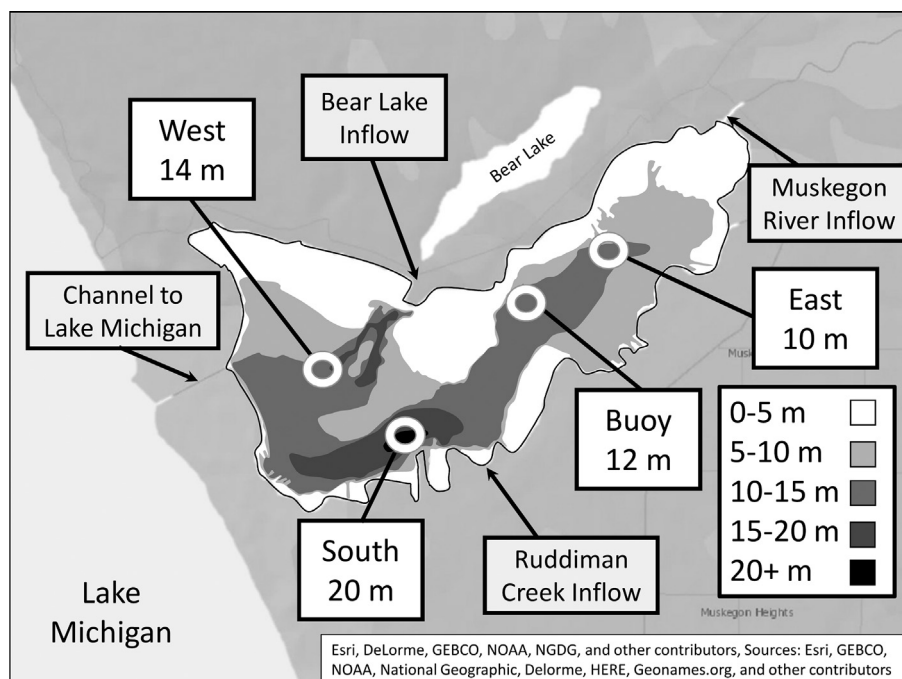 West
14 m
Bear Lake
Inflow
Bear Lake
Muskegon
River Inflow
Channel to
Lake Michigan
East
10 m
Buoy
12 m
South
20 m
Ruddiman
Creek Inflow
0-5 m
5-10 m
10-15 m
15-20 m
20+ m
Lake
Michigan
Muskegon Heights
Esri, DeLorme, GEBCO, NOAA, NGDG, and other contributors, Sources: Esri, GEBCO,
NOAA, National Geographic, Delorme, HERE, Geonames.org, and other contributors